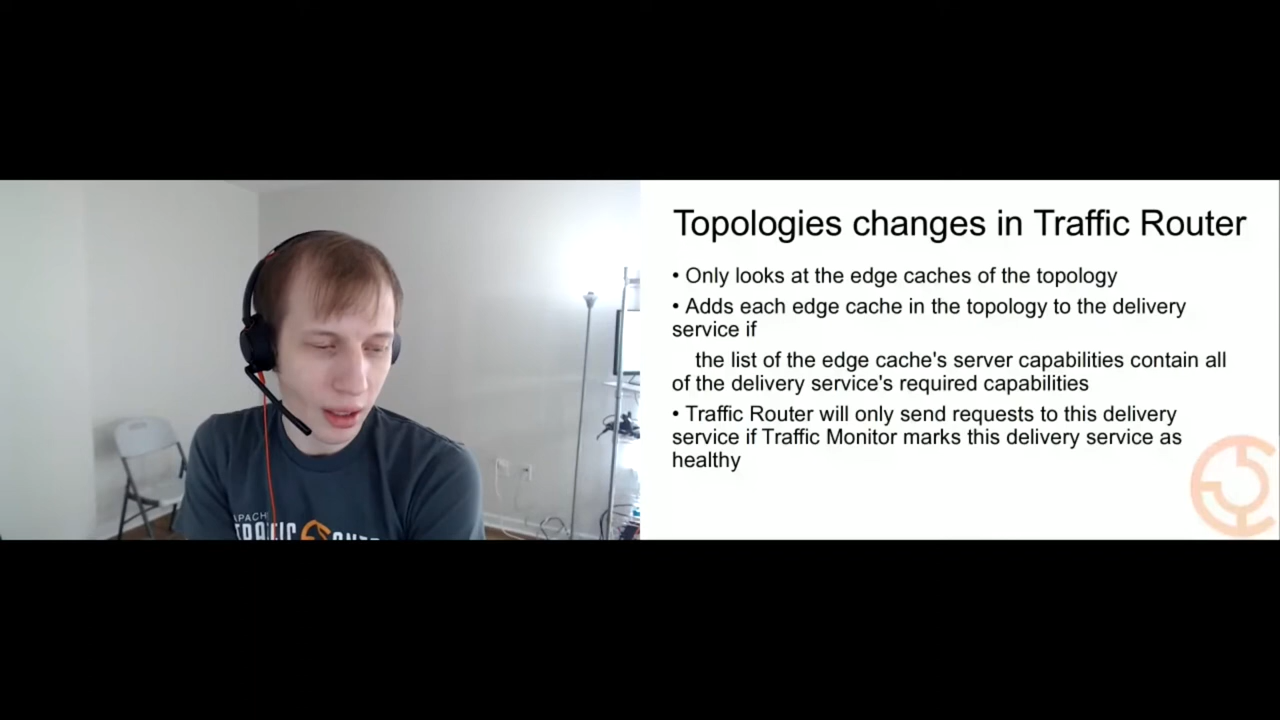 Topologies changes in Traffic Router
• Only looks at the edge caches of the topology
• Adds each edge cache in the topology to the delivery
service if
the list of the edge cache's server capabilities contain all
of the delivery service's required capabilities
• Traffic Router will only send requests to this delivery
service if Traffic Monitor marks this delivery service as
healthy
APACHE
TRAFFIC